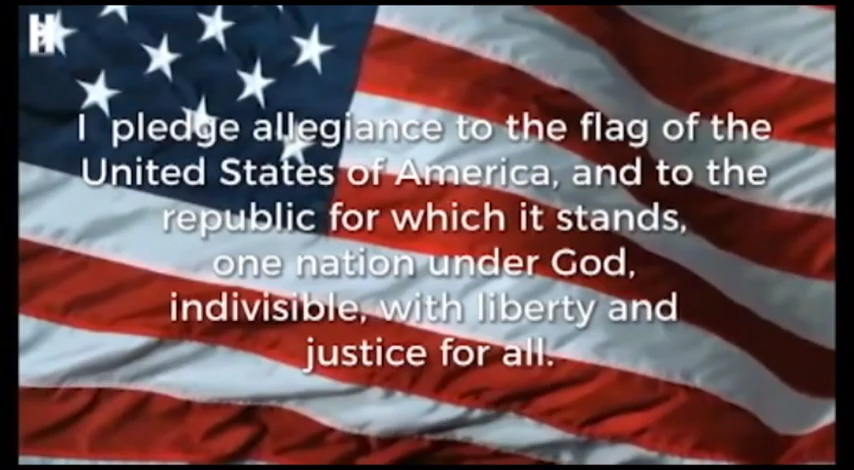 I pledge allegiance to the flag of the
United States of America, and to the
republic for which it stands,
one nation under God,
indivisible, with liberty and
justice for all.